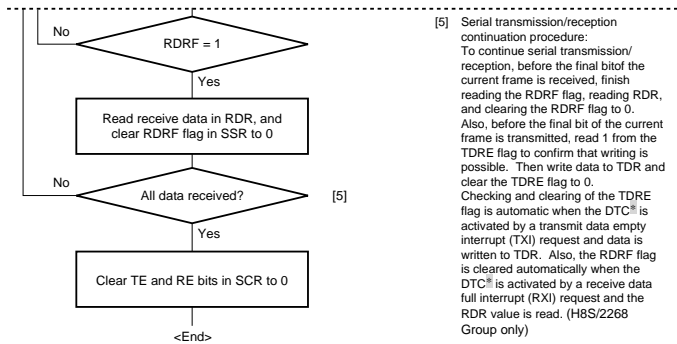 No
RDRF = 1
Yes
Read receive data in RDR, and
clear RDRF flag in SSR to 0
No
All data received?
[5]
Yes
Clear TE and RE bits in SCR to 0
<End>
[5] Serial transmission/reception
continuation procedure:
To continue serial transmission/
reception, before the final bitof the
current frame is received, finish
reading the RDRF flag, reading RDR,
and clearing the RDRF flag to 0.
Also, before the final bit of the current
frame is transmitted, read 1 from the
TDRE flag to confirm that writing is
possible. Then write data to TDR and
clear the TDRE flag to 0.
Checking and clearing of the TDRE
flag is automatic when the DTC* is
activated by a transmit data empty
interrupt (TXI) request and data is
written to TDR. Also, the RDRF flag
is cleared automatically when the
DTC* is activated by a receive data
full interrupt (RXI) request and the
RDR value is read. (H8S/2268
Group only)